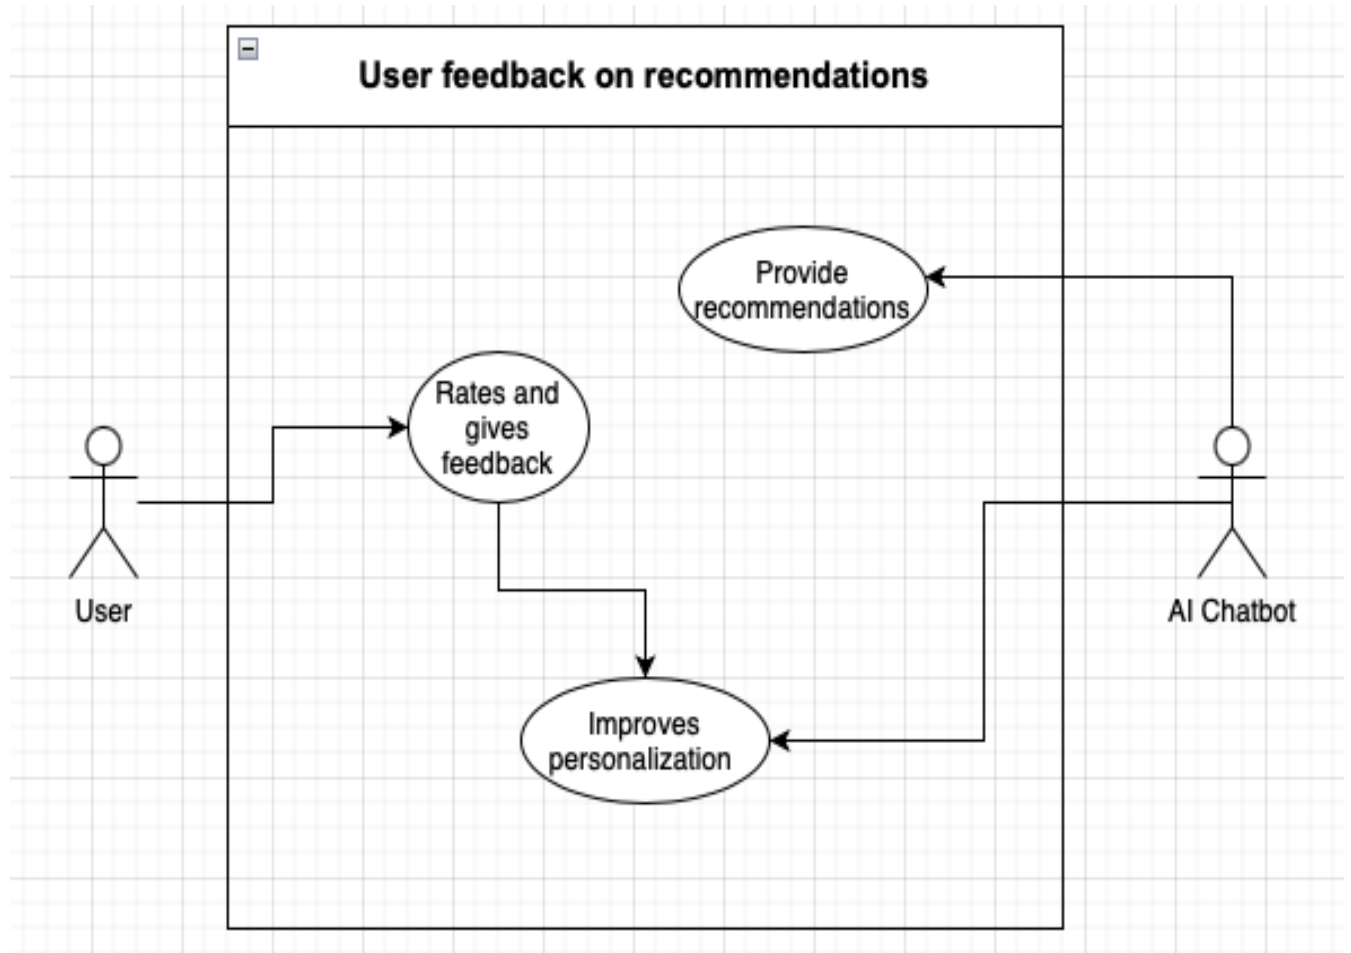 User feedback on recommendations
Provide
recommendations
Rates and
gives
feedback
User
AI Chatbot
Improves
personalization